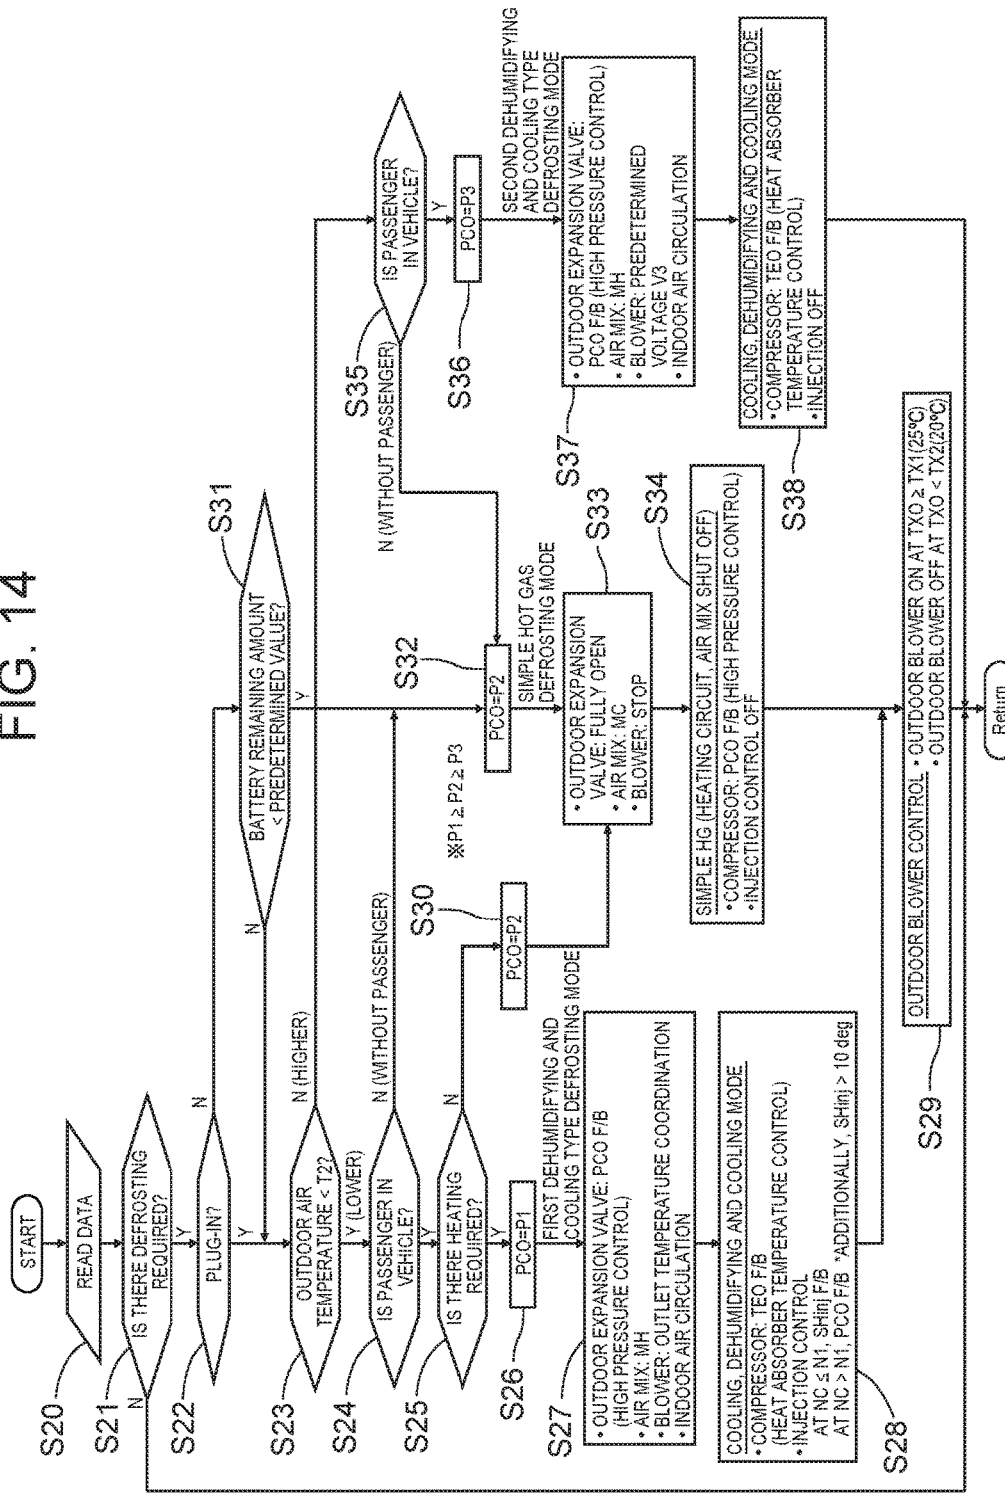 FIG. 14
START
S20
READ DATA
S21
IS THERE DEFROSTING
REQUIRED?
N
Y
S22
PLUG-IN?
N
Y
S31
BATTERY REMAINING AMOUNT
< PREDETERMINED VALUE?
N
Y
S23
OUTDOOR AIR
TEMPERATURE < T2?
N (HIGHER)
Y (LOWER)
S24
IS PASSENGER IN
VEHICLE?
N (WITHOUT PASSENGER)
Y
S25
IS THERE HEATING
REQUIRED?
N
Y
S26
PCO=P1
FIRST DEHUMIDIFYING AND
COOLING TYPE DEFROSTING MODE
S27
• OUTDOOR EXPANSION VALVE: PCO F/B
(HIGH PRESSURE CONTROL)
• AIR MIX: MH
• BLOWER: OUTLET TEMPERATURE COORDINATION
• INDOOR AIR CIRCULATION
S28
COOLING, DEHUMIDIFYING AND COOLING MODE
• COMPRESSOR: TEO F/B
(HEAT ABSORBER TEMPERATURE CONTROL)
• INJECTION CONTROL
AT NC ≤ N1, SHinj F/B
AT NC > N1, PCO F/B *ADDITIONALLY, SHinj > 10 deg
S30
PCO=P2
※P1 ≥ P2 ≥ P3
S32
PCO=P2
SIMPLE HOT GAS
DEFROSTING MODE
S33
• OUTDOOR EXPANSION
VALVE: FULLY OPEN
• AIR MIX: MC
• BLOWER: STOP
S34
SIMPLE HG (HEATING CIRCUIT, AIR MIX SHUT OFF)
• COMPRESSOR: PCO F/B (HIGH PRESSURE CONTROL)
• INJECTION CONTROL OFF
S35
IS PASSENGER
IN VEHICLE?
N (WITHOUT PASSENGER)
Y
S36
PCO=P3
SECOND DEHUMIDIFYING
AND COOLING TYPE
DEFROSTING MODE
S37
• OUTDOOR EXPANSION VALVE:
PCO F/B (HIGH PRESSURE CONTROL)
• AIR MIX: MH
• BLOWER: PREDETERMINED
VOLTAGE V3
• INDOOR AIR CIRCULATION
S38
COOLING, DEHUMIDIFYING AND COOLING MODE
• COMPRESSOR: TEO F/B (HEAT ABSORBER
TEMPERATURE CONTROL)
• INJECTION OFF
S29
OUTDOOR BLOWER CONTROL • OUTDOOR BLOWER ON AT TXO ≥ TX1(25℃)
• OUTDOOR BLOWER OFF AT TXO < TX2(20℃)
Return